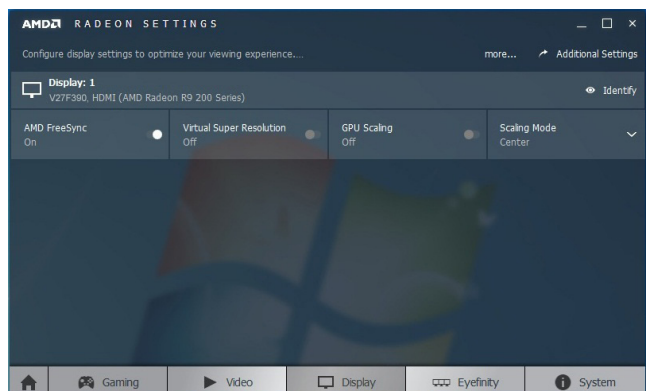 AMD RADEON SETTINGS
Configure display settings to optimize your viewing experience.... more... Additional Settings
Display: 1
V27F390, HDMI (AMD Radeon R9 200 Series)
Identify
AMD FreeSync
On
Virtual Super Resolution
Off
GPU Scaling
Off
Scaling Mode
Center
Gaming Video Display Eyefinity System